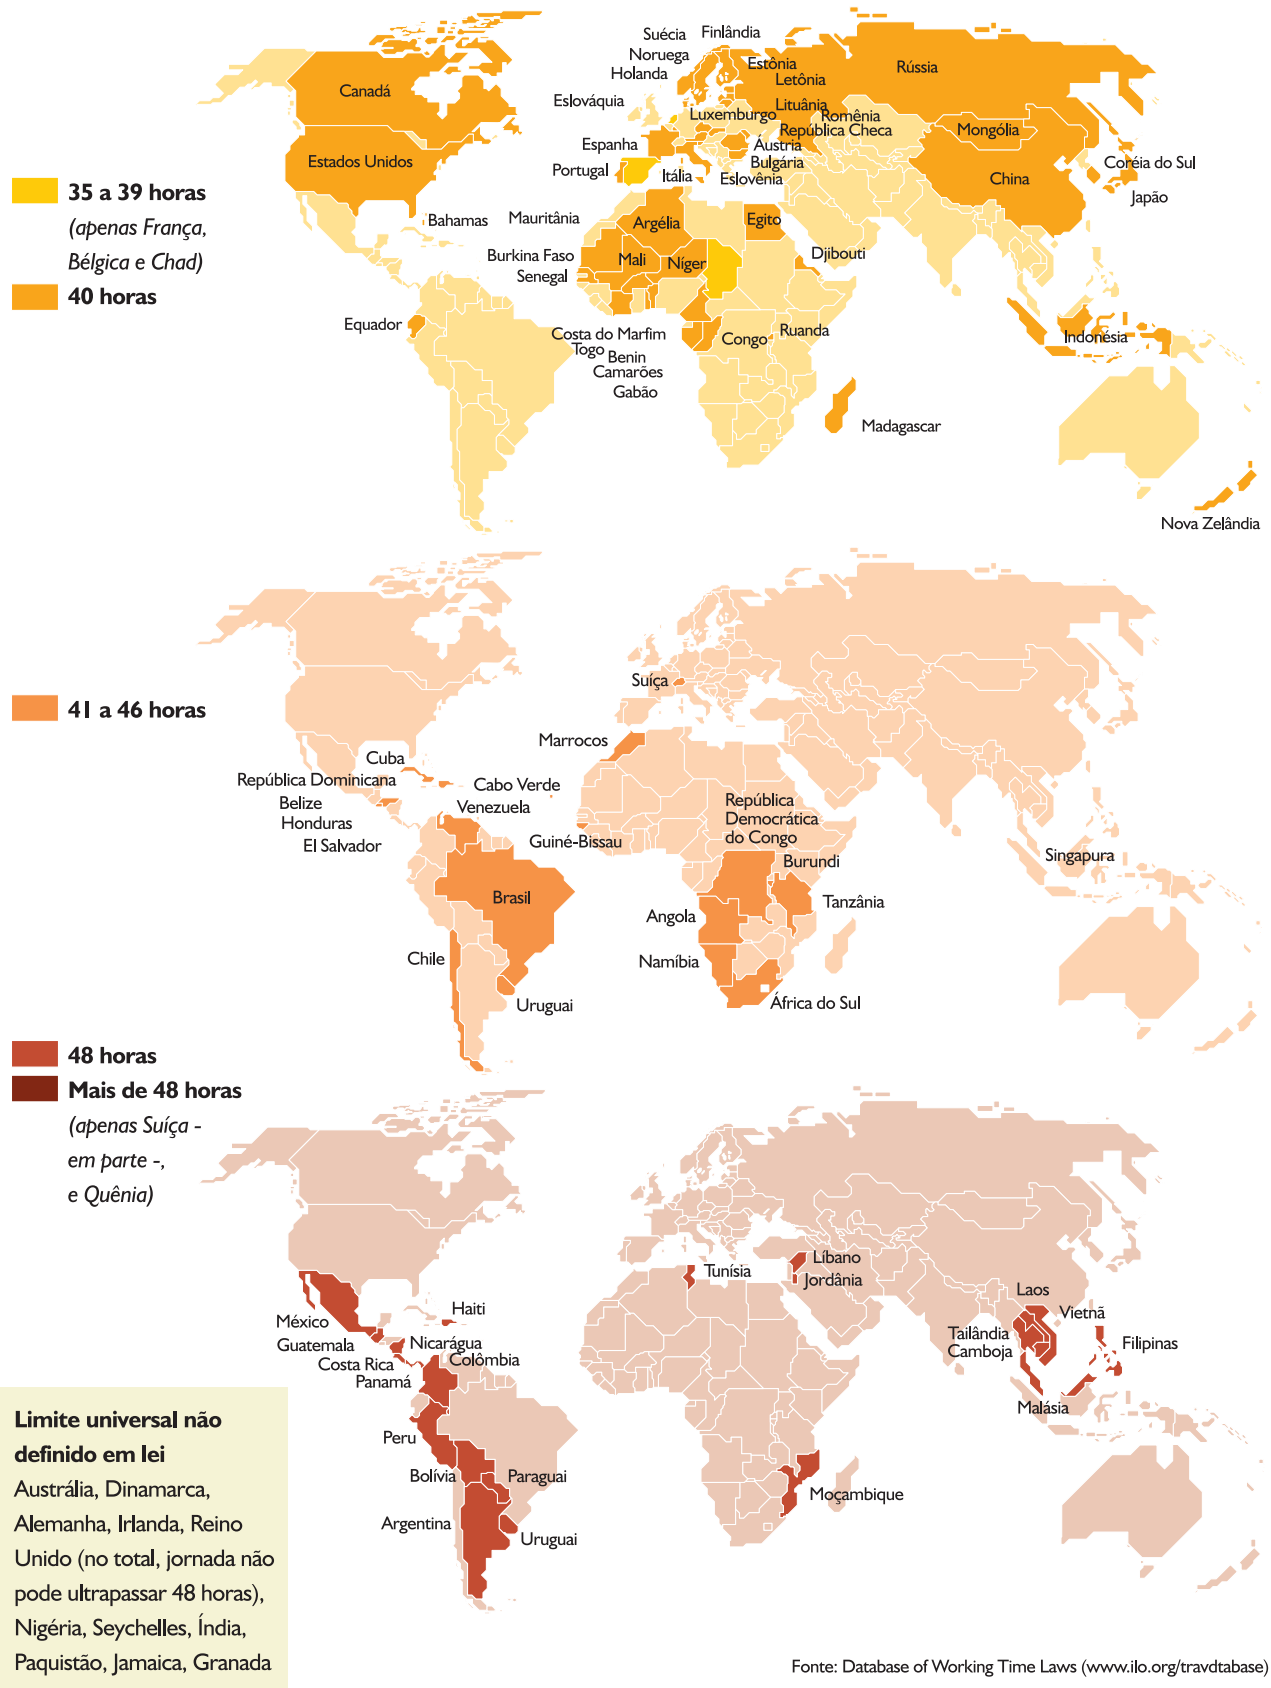 Suécia
Finlândia
Noruega
Holanda
Estônia
Letônia
Rússia
Canadá
Eslováquia
Lituânia
Luxemburgo
Romênia
República Checa
Mongólia
Estados Unidos
Espanha
Áustria
Bulgária
Coréia do Sul
Portugal
Itália
Eslovênia
China
Japão
35 a 39 horas
(apenas França,
Bélgica e Chad)
40 horas
Bahamas
Mauritânia
Argélia
Egito
Burkina Faso
Mali
Níger
Djibouti
Senegal
Equador
Costa do Marfim
Congo
Ruanda
Indonésia
Togo
Benin
Camarões
Gabão
Madagascar
Nova Zelândia
41 a 46 horas
Suíça
Marrocos
Cuba
República Dominicana
Cabo Verde
Belize
Venezuela
República
Democrática
do Congo
Honduras
El Salvador
Guiné-Bissau
Burundi
Singapura
Brasil
Angola
Tanzânia
Chile
Namíbia
Uruguai
África do Sul
48 horas
Mais de 48 horas
(apenas Suíça -
em parte -,
e Quênia)
Tunísia
Líbano
Jordânia
Laos
México
Haiti
Vietnã
Guatemala
Nicarágua
Tailândia
Filipinas
Costa Rica
Colômbia
Camboja
Panamá
Malásia
Peru
Bolívia
Paraguai
Moçambique
Argentina
Uruguai
Limite universal não
definido em lei
Austrália, Dinamarca,
Alemanha, Irlanda, Reino
Unido (no total, jornada não
pode ultrapassar 48 horas),
Nigéria, Seychelles, Índia,
Paquistão, Jamaica, Granada
Fonte: Database of Working Time Laws (www.ilo.org/travdtabase)